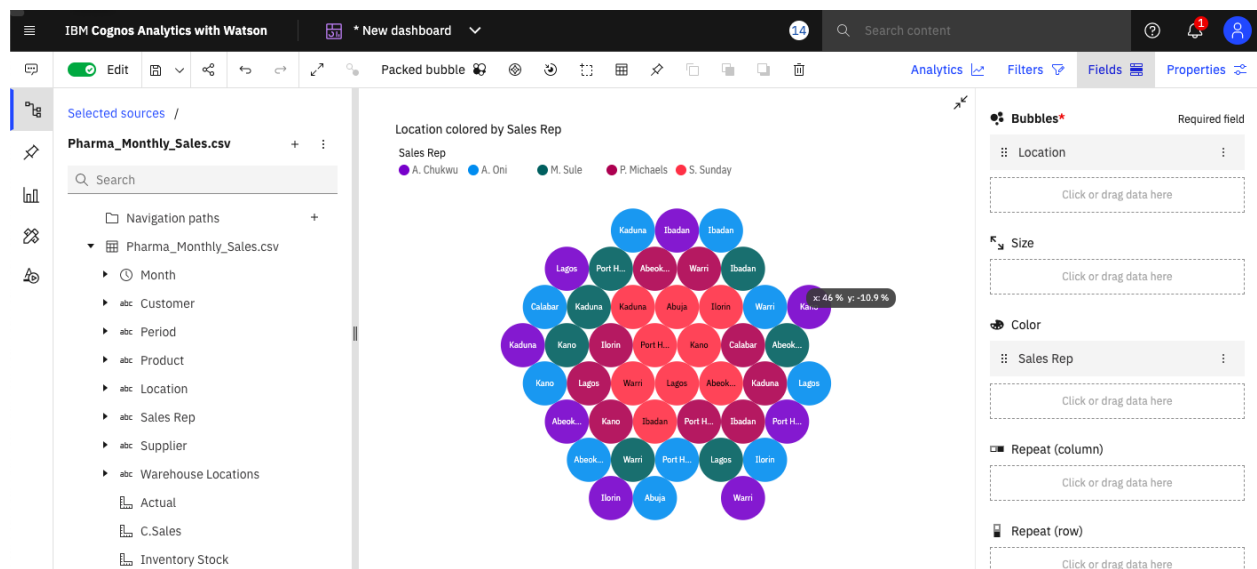 IBM Cognos Analytics with Watson
* New dashboard
14
Search content
1
Edit
Packed bubble
Analytics
Filters
Fields
Properties
Selected sources /
Pharma_Monthly_Sales.csv
Search
Navigation paths
Pharma_Monthly_Sales.csv
Month
abc Customer
abc Period
abc Product
abc Location
abc Sales Rep
abc Supplier
abc Warehouse Locations
Actual
C.Sales
Inventory Stock
Location colored by Sales Rep
Sales Rep
A. Chukwu A. Oni M. Sule P. Michaels S. Sunday
Kaduna Ibadan Ibadan
Lagos Port H... Abeok... Warri Ibadan
Calabar Kaduna Kaduna Abuja Ilorin Warri
x: 46 % y: -10.9 %
Kaduna Kano Ilorin Port H... Kano Calabar Abeok...
Kano Lagos Warri Lagos Abeok... Kaduna Lagos
Abeok... Kano Ibadan Port H... Ibadan Port H...
Abeok... Warri Port H... Lagos Ilorin
Ilorin Abuja Warri
Bubbles*
Required field
Location
Click or drag data here
Size
Click or drag data here
Color
Sales Rep
Click or drag data here
Repeat (column)
Click or drag data here
Repeat (row)
Click or drag data here